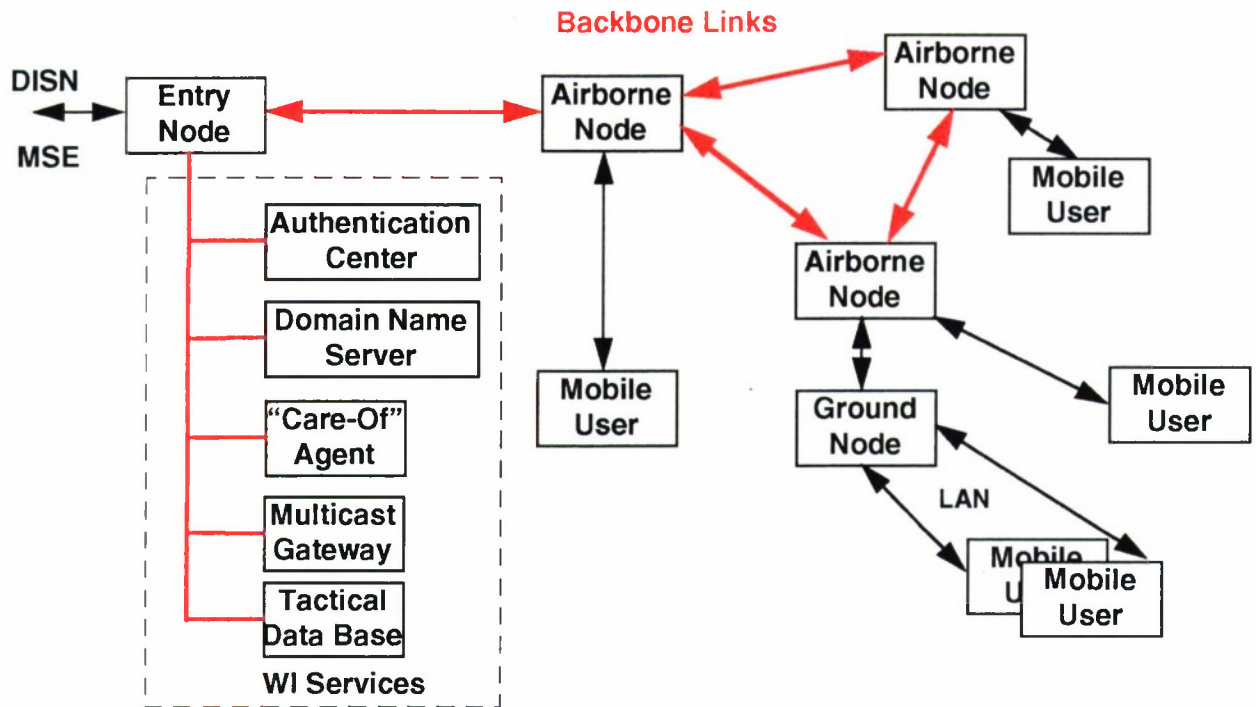 Backbone Links
DISN
MSE
Entry
Node
Airborne
Node
Airborne
Node
Mobile
User
Authentication
Center
Domain Name
Server
“Care-Of”
Agent
Multicast
Gateway
Tactical
Data Base
WI Services
Mobile
User
Airborne
Node
Mobile
User
Ground
Node
LAN
Mobile
U
Mobile
User